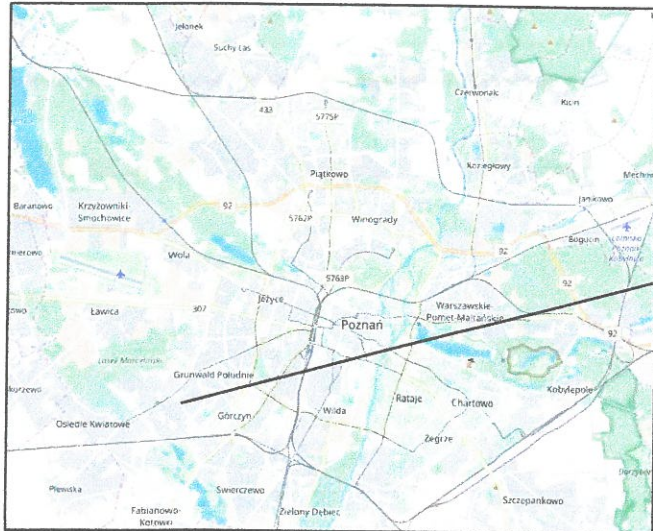 Jelonek
Suchy Las
433
5775P
Czerwonak
Kicin
Koziegłowy
Piątkowo
Janikowo
Baranowo
Krzyżowniki-
Smochowice
92
5762P
Winogrady
Bogucin
92
Wola
5763P
92
Ławica
307
Jeżyce
Warszawskie-
Pomet-Maltańskie
Poznań
92
Grunwald Południe
Kobylepole
Rataje
Chartowo
Osiedle Kwiatowe
Górczyn
Wilda
Żegrze
Plewiska
Świerczewo
Szczepankowo
Fabianowo-
Kotowo
Zielony Dębiec